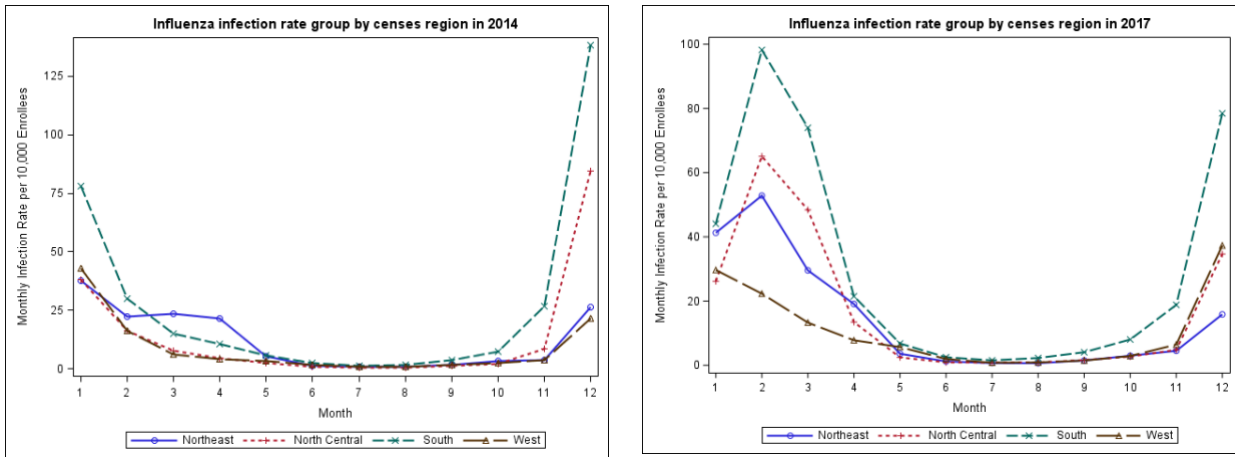 Influenza infection rate group by censes region in 2014
Monthly Infection Rate per 10,000 Enrollees
125
100
75
50
25
0
1 2 3 4 5 6 7 8 9 10 11 12
Month
Northeast North Central South West
Influenza infection rate group by censes region in 2017
Monthly Infection Rate per 10,000 Enrollees
100
80
60
40
20
0
1 2 3 4 5 6 7 8 9 10 11 12
Month
Northeast North Central South West